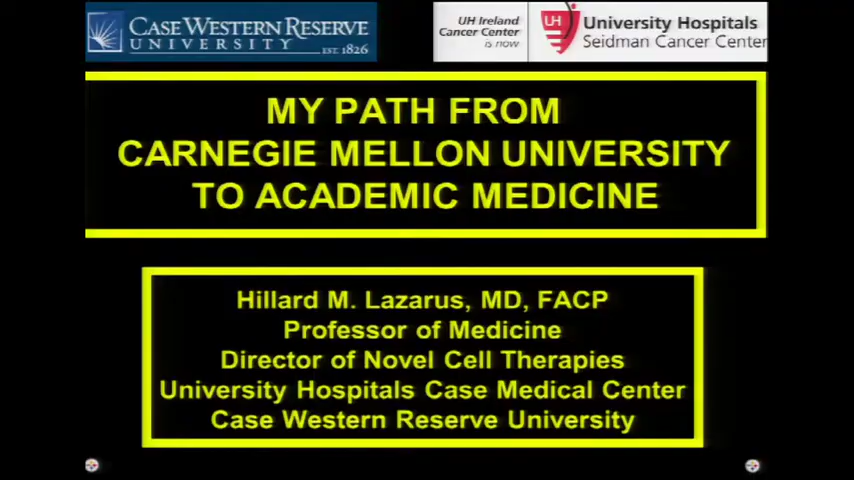 CASE WESTERN RESERVE
UNIVERSITY EST. 1826
UH Ireland
Cancer Center
is now
UH
University Hospitals
Seidman Cancer Center
MY PATH FROM
CARNEGIE MELLON UNIVERSITY
TO ACADEMIC MEDICINE
Hillard M. Lazarus, MD, FACP
Professor of Medicine
Director of Novel Cell Therapies
University Hospitals Case Medical Center
Case Western Reserve University